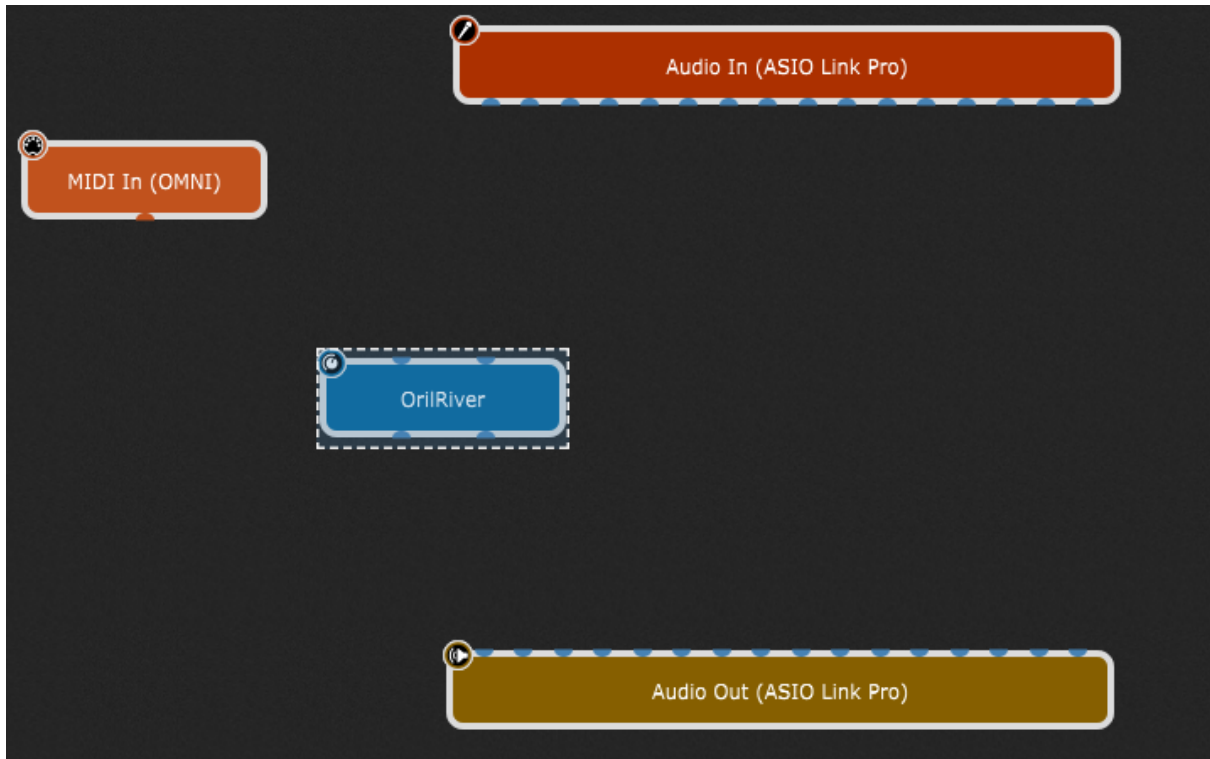 Audio In (ASIO Link Pro)
MIDI In (OMNI)
OrilRiver
Audio Out (ASIO Link Pro)